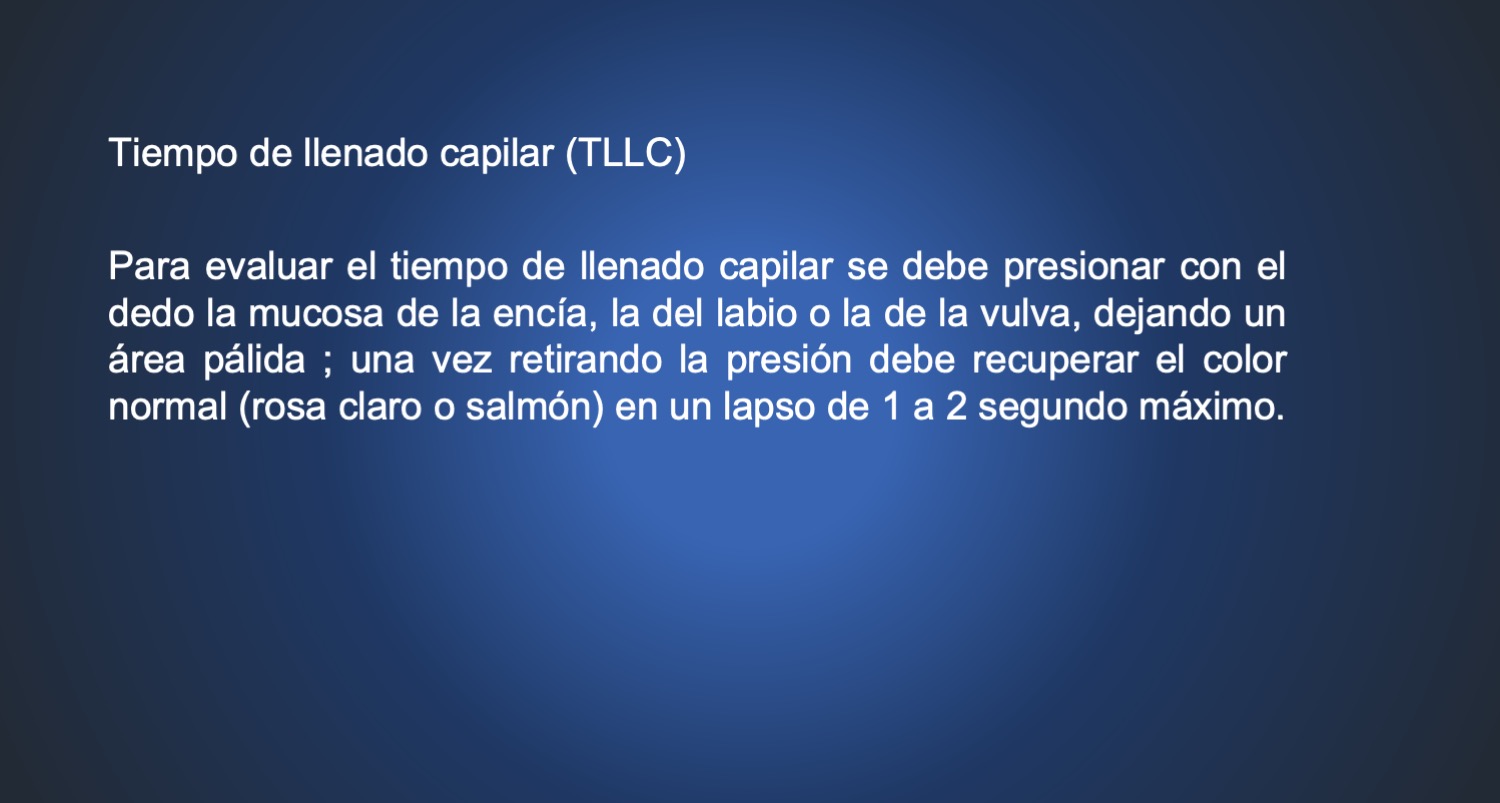 Tiempo de llenado capilar (TLLC)
Para evaluar el tiempo de llenado capilar se debe presionar con el
dedo la mucosa de la encía, la del labio o la de la vulva, dejando un
área pálida ; una vez retirando la presión debe recuperar el color
normal (rosa claro o salmón) en un lapso de 1 a 2 segundo máximo.